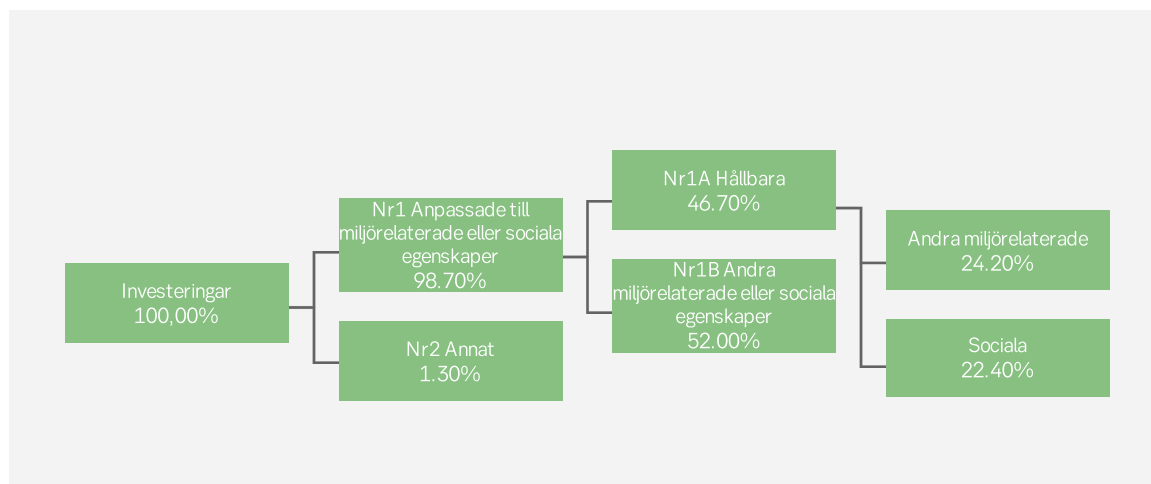 Investeringar
100,00%
Nr1 Anpassade till
miljörelaterade eller sociala
egenskaper
98.70%
Nr2 Annat
1.30%
Nr1A Hållbara
46.70%
Nr1B Andra
miljörelaterade eller sociala
egenskaper
52.00%
Andra miljörelaterade
24.20%
Sociala
22.40%